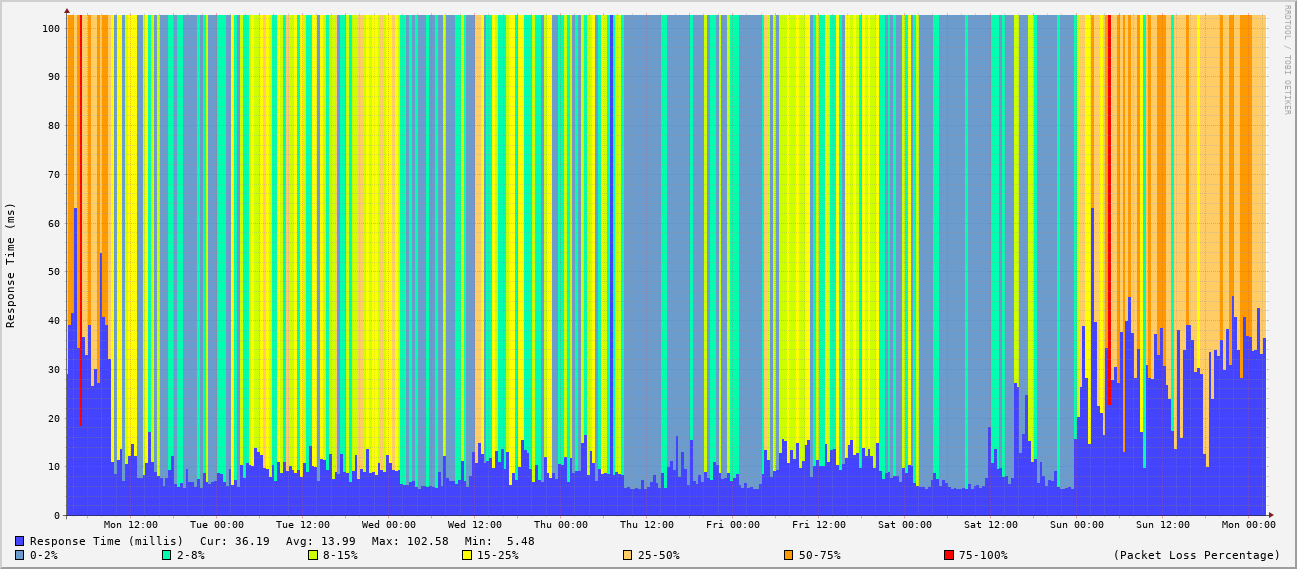 RRDTOOL / TOBI OETIKER
Response Time (ms)
100
90
80
70
60
50
40
30
20
10
0
Mon 12:00 Tue 00:00 Tue 12:00 Wed 00:00 Wed 12:00 Thu 00:00 Thu 12:00 Fri 00:00 Fri 12:00 Sat 00:00 Sat 12:00 Sun 00:00 Sun 12:00 Mon 00:00
Response Time (millis) Cur: 36.19 Avg: 13.99 Max: 102.58 Min: 5.48
0-2% 2-8% 8-15% 15-25% 25-50% 50-75% 75-100% (Packet Loss Percentage)